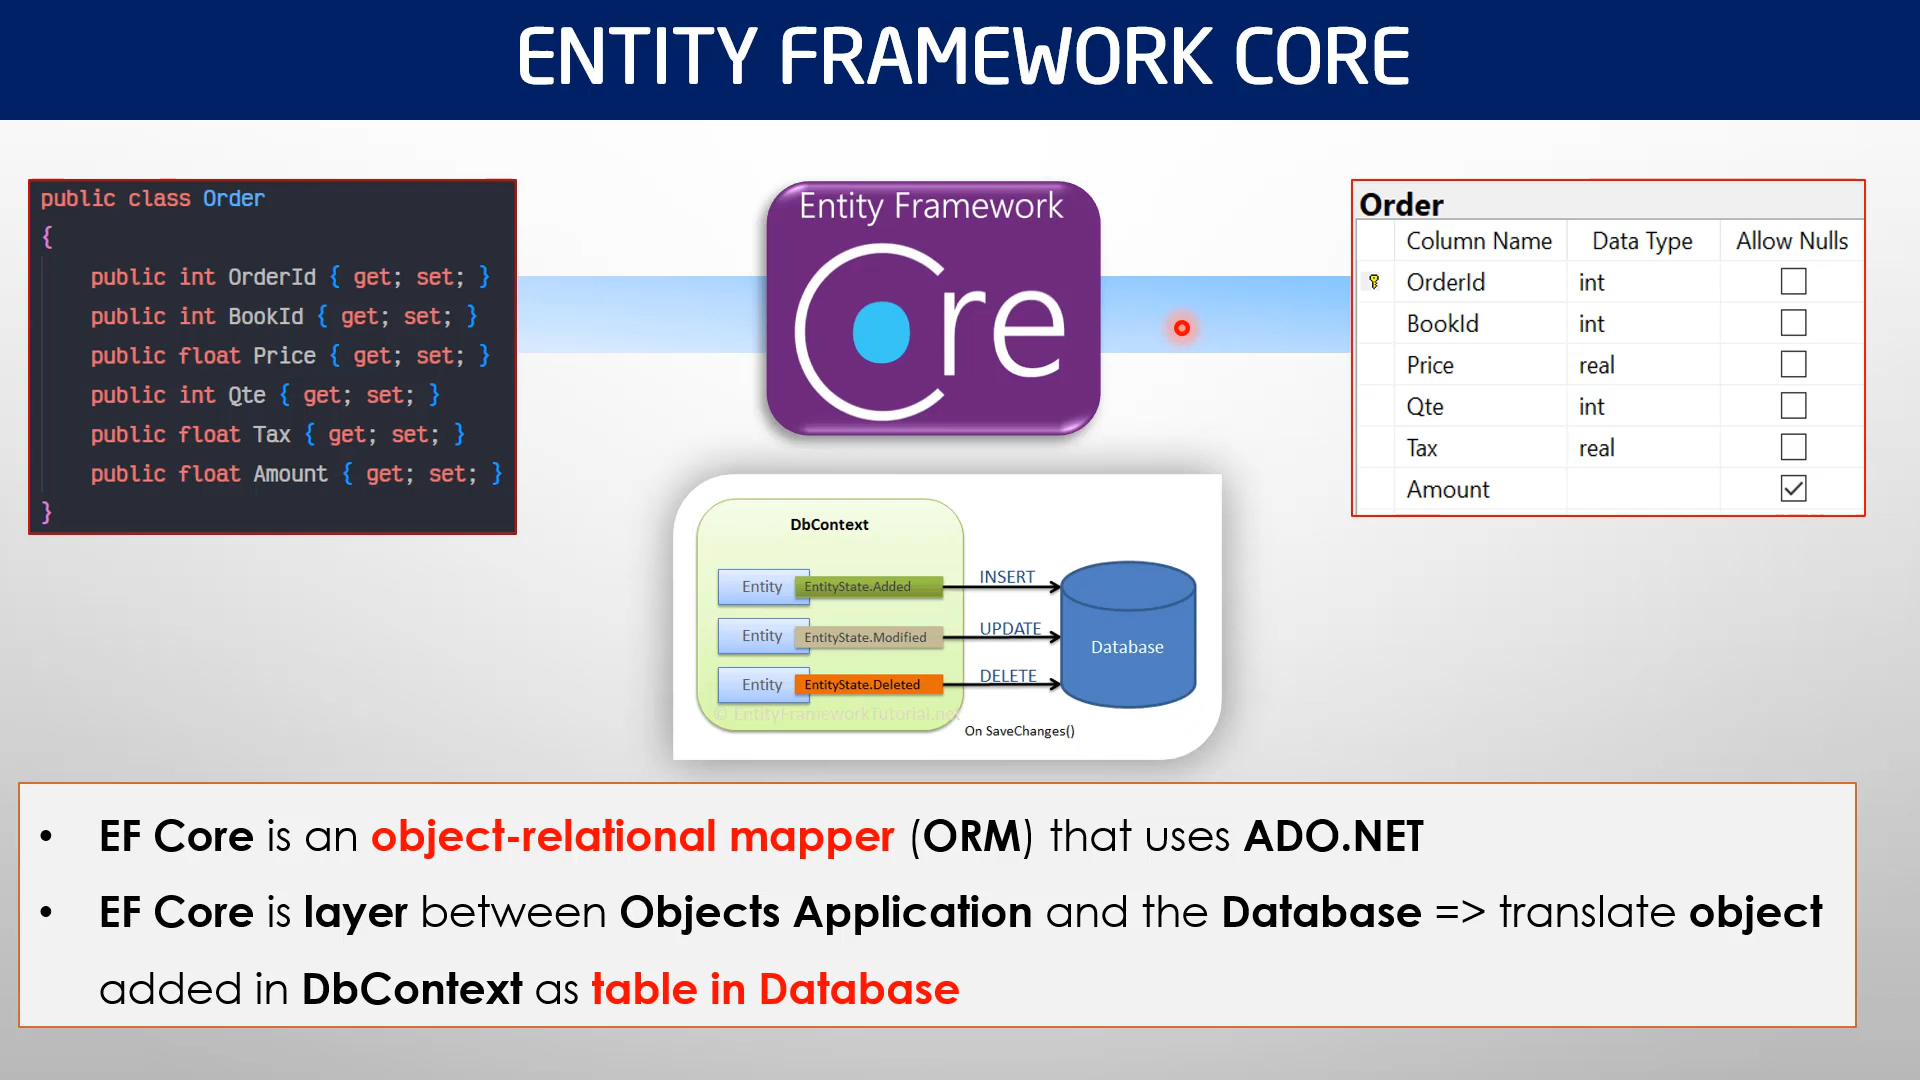 ENTITY FRAMEWORK CORE
public class Order
{
public int OrderId { get; set; }
public int BookId { get; set; }
public float Price { get; set; }
public int Qte { get; set; }
public float Tax { get; set; }
public float Amount { get; set; }
}
Entity Framework
Core
Order
Column Name Data Type Allow Nulls
OrderId int
BookId int
Price real
Qte int
Tax real
Amount
DbContext
Entity EntityState.Added INSERT
Entity EntityState.Modified UPDATE
Entity EntityState.Deleted DELETE
Database
© EntityFrameworkTutorial.net
On SaveChanges()
• EF Core is an object-relational mapper (ORM) that uses ADO.NET
• EF Core is layer between Objects Application and the Database => translate object
added in DbContext as table in Database